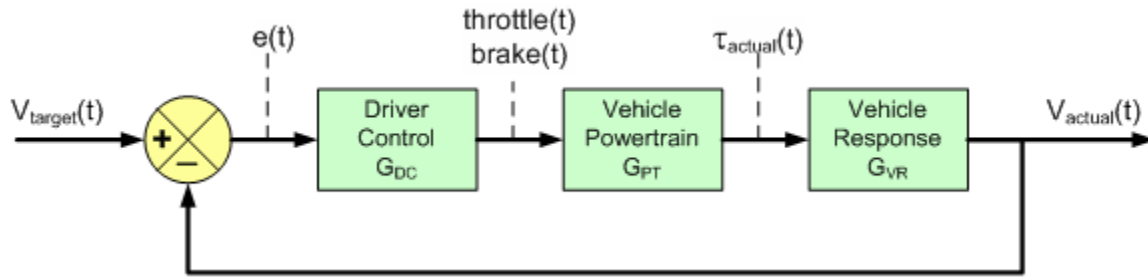 e(t)
throttle(t)
brake(t)
τactual(t)
Vtarget(t)
+
−
Driver
Control
GDC
Vehicle
Powertrain
GPT
Vehicle
Response
GVR
Vactual(t)